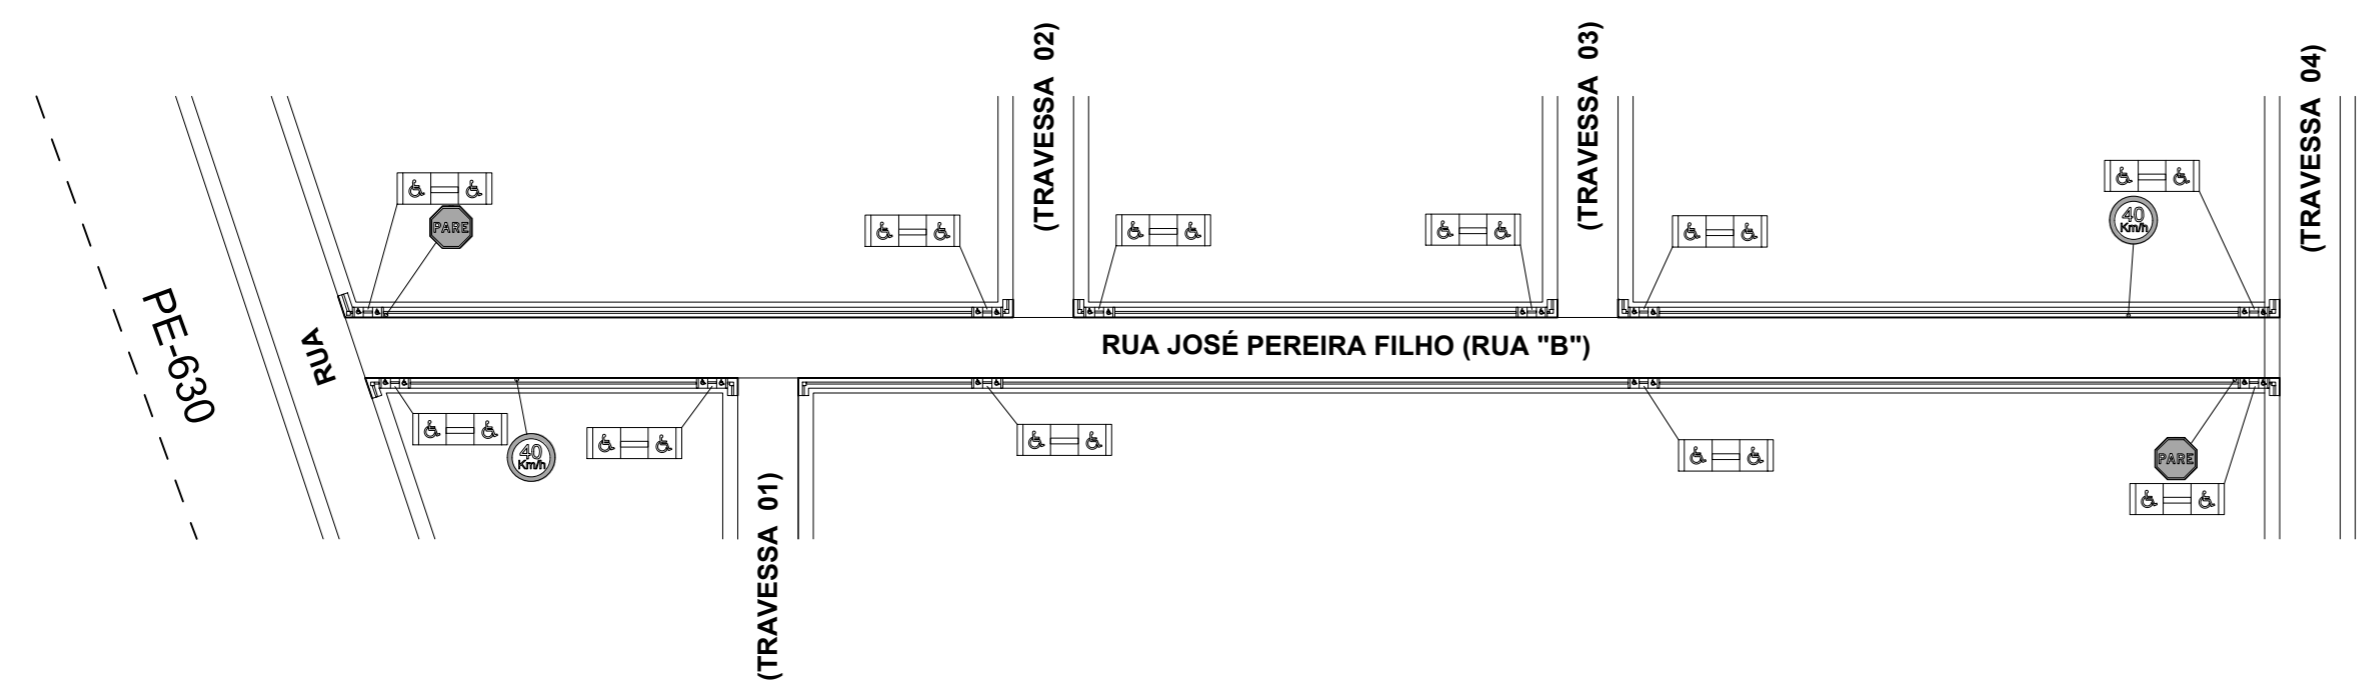 (TRAVESSA 02)
(TRAVESSA 03)
(TRAVESSA 04)
PARE
40
Km/h
PE-630
RUA
RUA JOSÉ PEREIRA FILHO (RUA "B")
40
Km/h
PARE
(TRAVESSA 01)